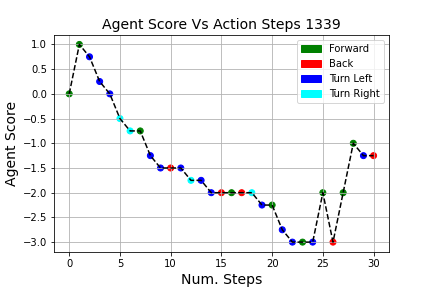 Agent Score Vs Action Steps 1339
Forward
Back
Turn Left
Turn Right
Agent Score
1.0
0.5
0.0
−0.5
−1.0
−1.5
−2.0
−2.5
−3.0
0 5 10 15 20 25 30
Num. Steps